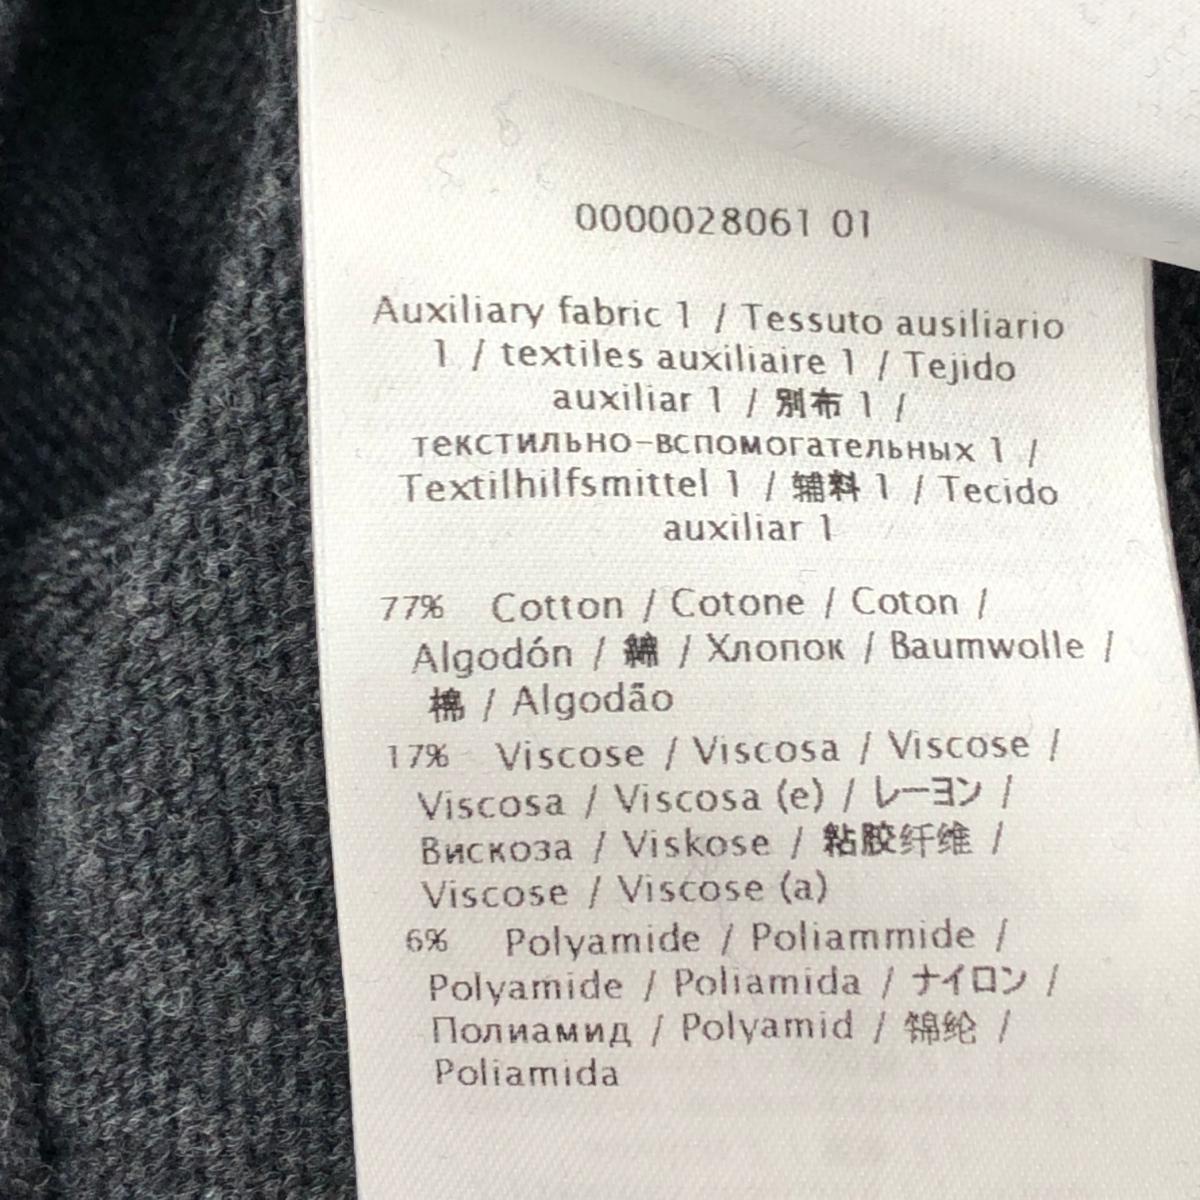 0000028061 01
Auxiliary fabric 1 / Tessuto ausiliario
1 / textiles auxiliaire 1 / Tejido
auxiliar 1 / 別布 1 /
текстильно-вспомогательных 1 /
Textilhilfsmittel 1 / 辅料 1 / Tecido
auxiliar 1
77% Cotton / Cotone / Coton /
Algodón / 綿 / Хлопок / Baumwolle /
棉 / Algodão
17% Viscose / Viscosa / Viscose /
Viscosa / Viscosa (e) / レーヨン /
Вискоза / Viskose / 粘胶纤维 /
Viscose / Viscose (a)
6% Polyamide / Poliammide /
Polyamide / Poliamida / ナイロン /
Полиамид / Polyamid / 锦纶 /
Poliamida